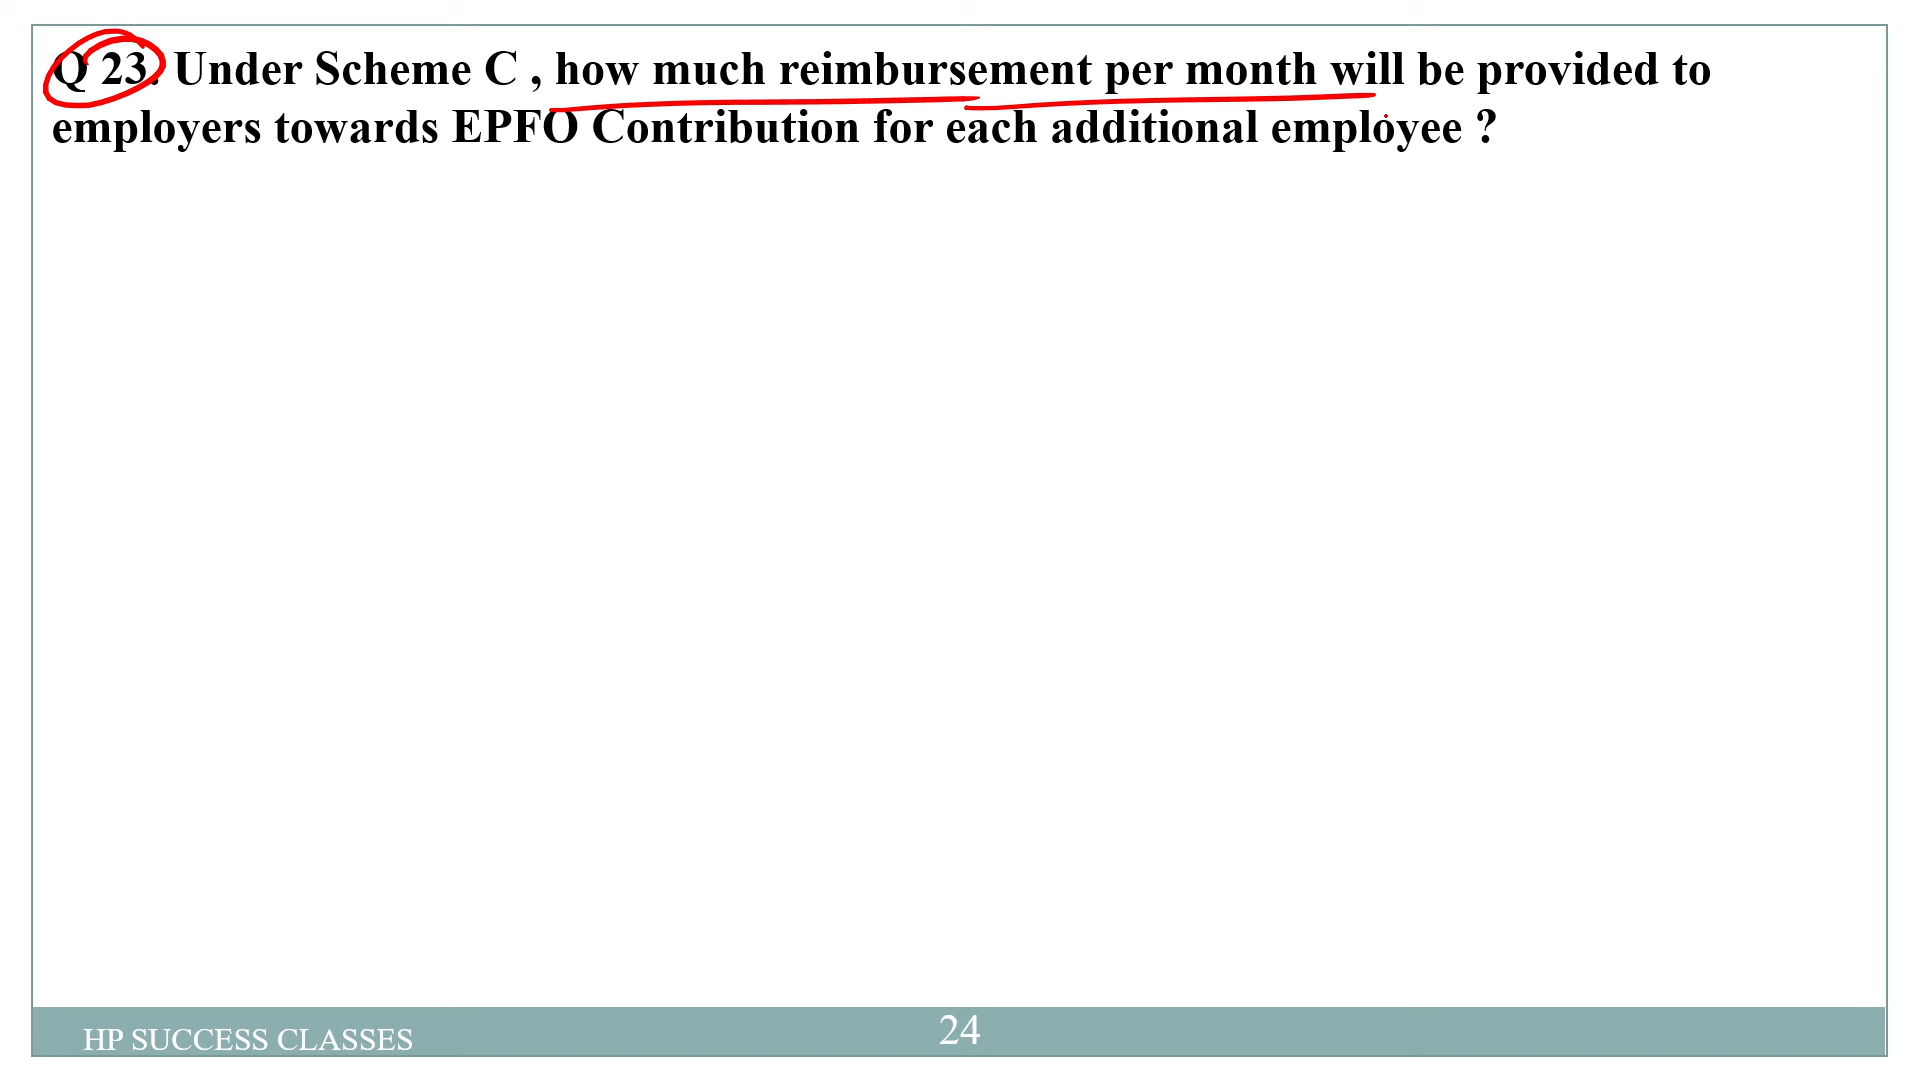 Q 23. Under Scheme C , how much reimbursement per month will be provided to
employers towards EPFO Contribution for each additional employee ?
HP SUCCESS CLASSES
24